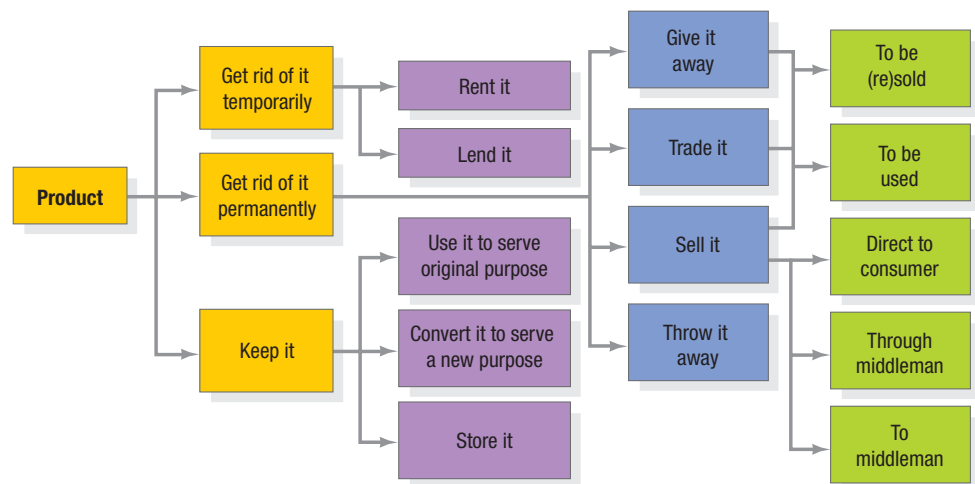 Product
Get rid of it
temporarily
Get rid of it
permanently
Keep it
Rent it
Lend it
Use it to serve
original purpose
Convert it to serve
a new purpose
Store it
Give it
away
Trade it
Sell it
Throw it
away
To be
(re)sold
To be
used
Direct to
consumer
Through
middleman
To
middleman